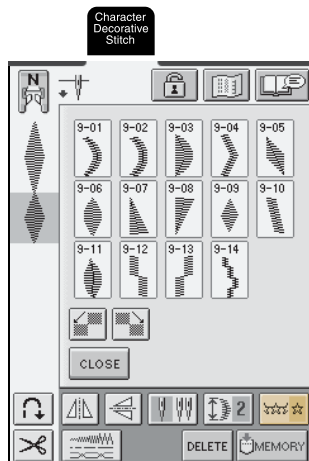 Character
Decorative
Stitch
N
9-01 9-02 9-03 9-04 9-05
9-06 9-07 9-08 9-09 9-10
9-11 9-12 9-13 9-14
CLOSE
2
DELETE MEMORY